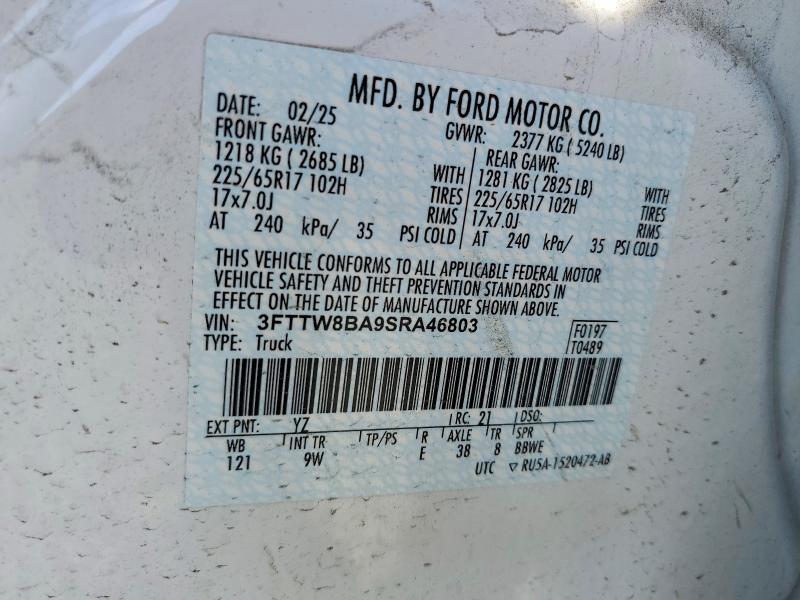 MFD. BY FORD MOTOR CO.
DATE: 02/25 GVWR: 2377 KG ( 5240 LB)
FRONT GAWR: REAR GAWR:
1218 KG ( 2685 LB) WITH 1281 KG ( 2825 LB) WITH
225/65R17 102H TIRES 225/65R17 102H TIRES
17x7.0J RIMS 17x7.0J RIMS
AT 240 kPa/ 35 PSI COLD AT 240 kPa/ 35 PSI COLD
THIS VEHICLE CONFORMS TO ALL APPLICABLE FEDERAL MOTOR
VEHICLE SAFETY AND THEFT PREVENTION STANDARDS IN
EFFECT ON THE DATE OF MANUFACTURE SHOWN ABOVE.
VIN: 3FTTW8BA9SRA46803 F0197
TYPE: Truck T0489
EXT PNT: YZ RC: 21 DSO:
WB INT TR TP/PS R AXLE TR SPR
121 9W E 38 8 BBWE
UTC ▽ RU5A-1520472-AB